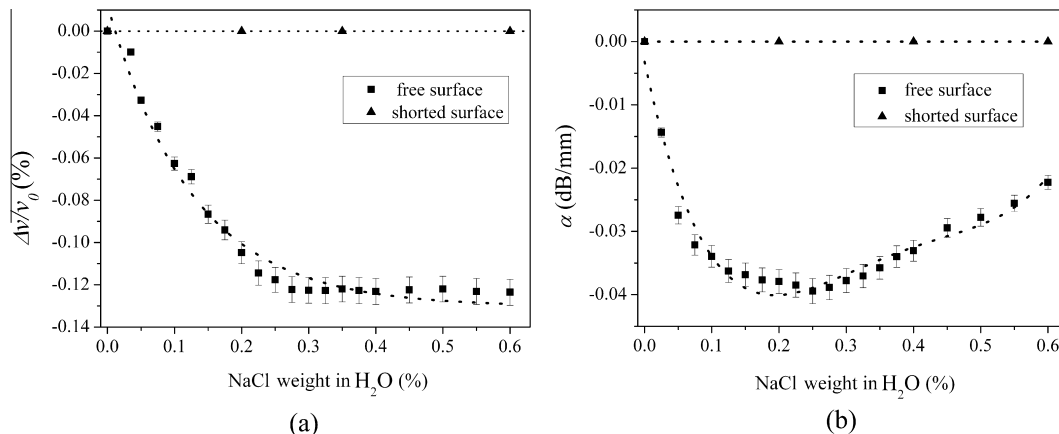 0.00
-0.02
-0.04
-0.06
-0.08
-0.10
-0.12
-0.14
Δv/v₀ (%)
free surface
shorted surface
0.0 0.1 0.2 0.3 0.4 0.5 0.6
NaCl weight in H₂O (%)
(a)
0.00
-0.01
-0.02
-0.03
-0.04
α (dB/mm)
free surface
shorted surface
0.0 0.1 0.2 0.3 0.4 0.5 0.6
NaCl weight in H₂O (%)
(b)